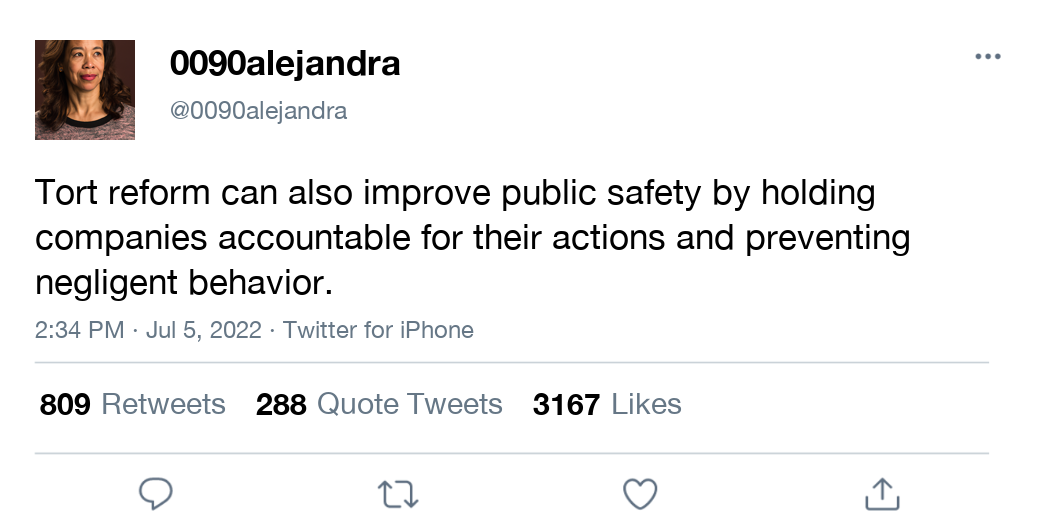 0090alejandra
@0090alejandra
Tort reform can also improve public safety by holding
companies accountable for their actions and preventing
negligent behavior.
2:34 PM · Jul 5, 2022 · Twitter for iPhone
809 Retweets 288 Quote Tweets 3167 Likes